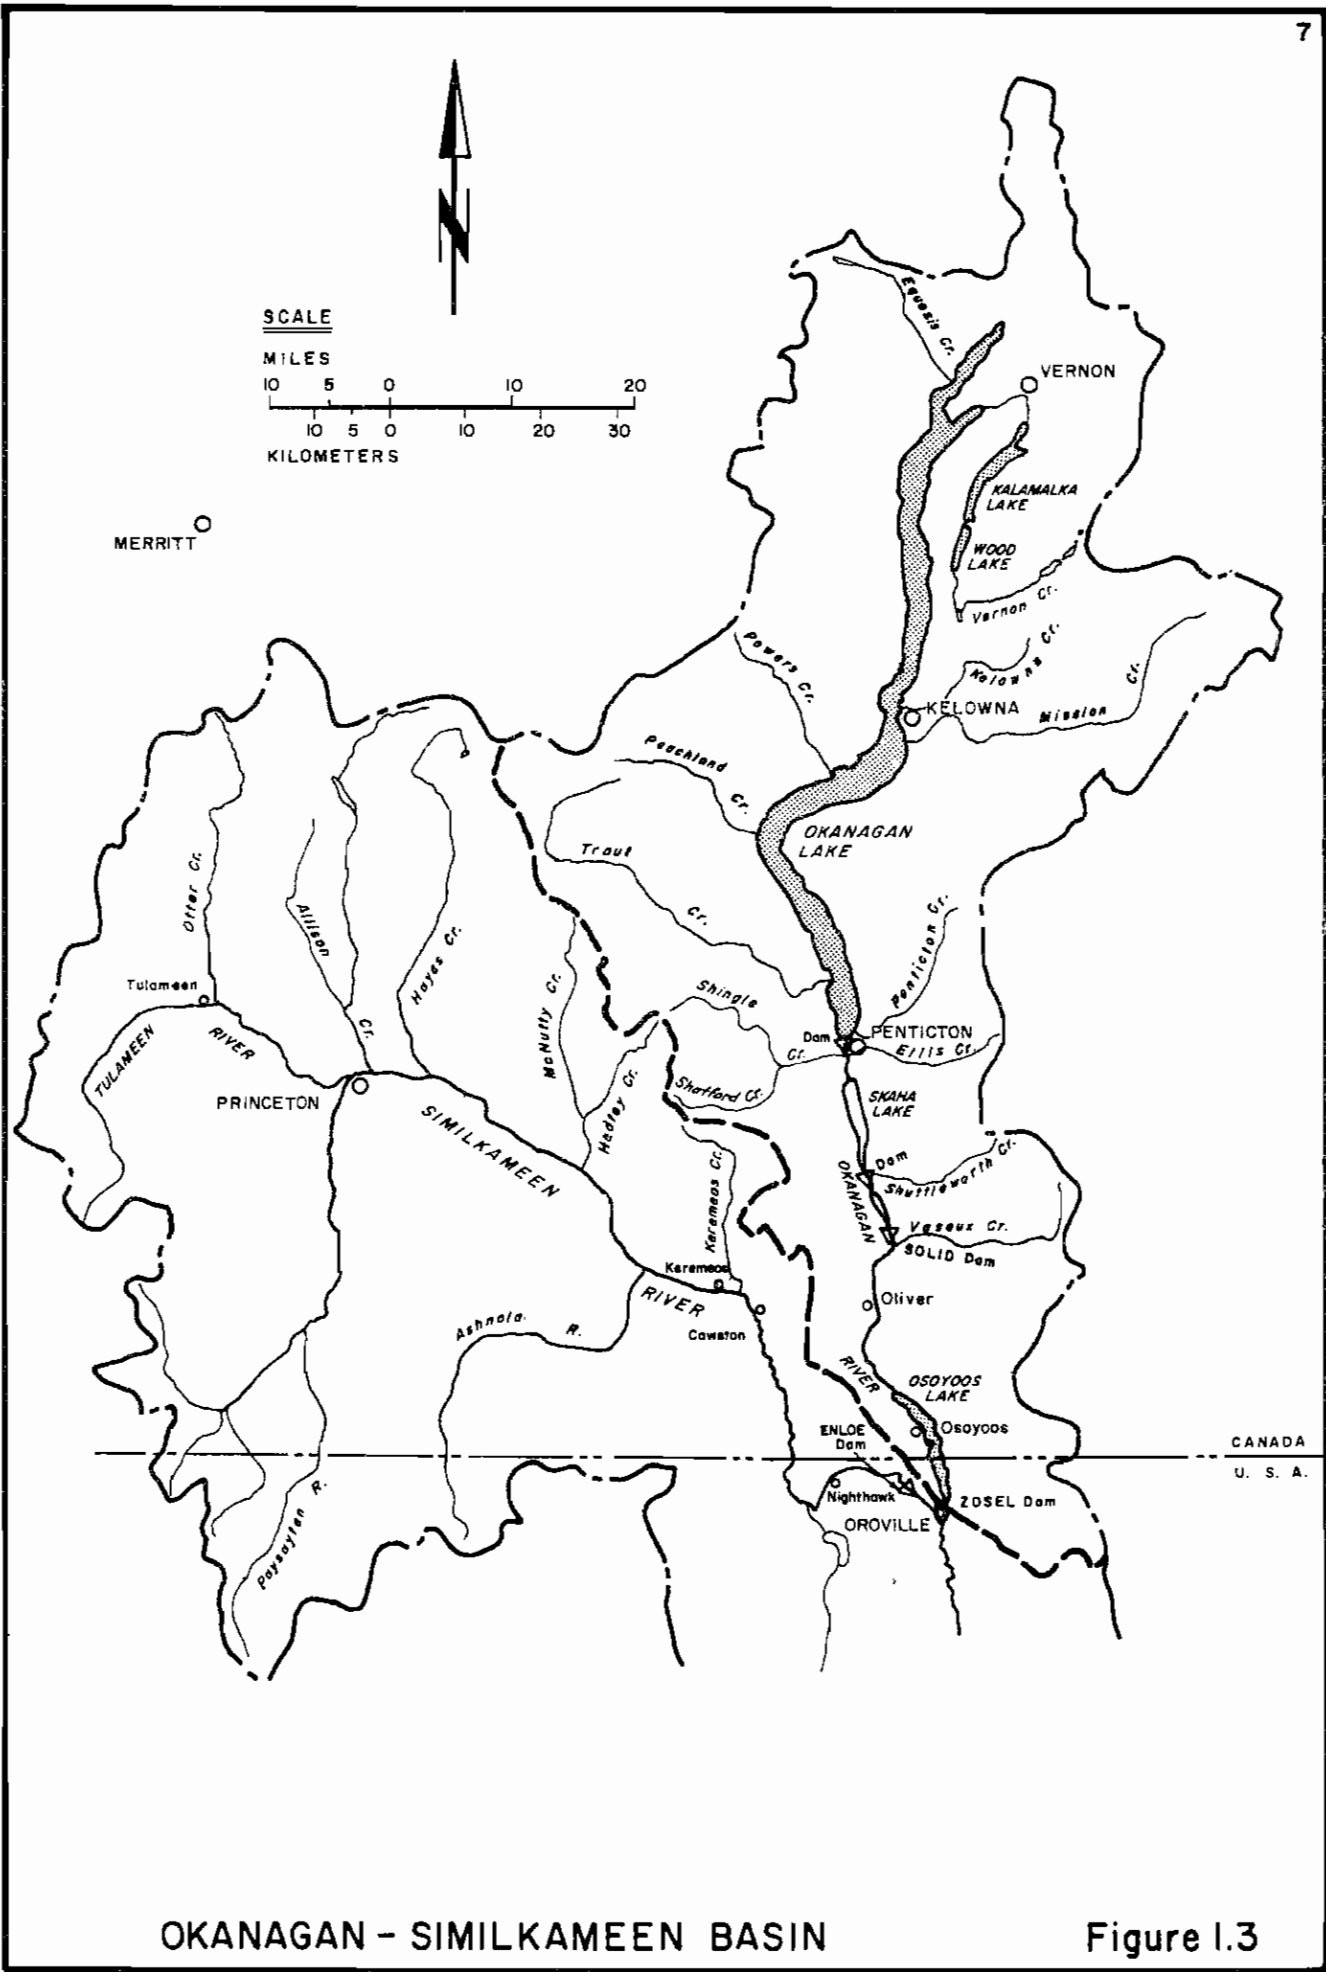 7
N
SCALE
MILES
10 5 0 10 20
10 5 0 10 20 30
KILOMETERS
MERRITT
Equesis Cr.
VERNON
KALAMALKA
LAKE
WOOD
LAKE
Vernon Cr.
Powers Cr.
Kelowna Cr.
KELOWNA
Mission Cr.
Peachland
Cr.
OKANAGAN
LAKE
Trout
Cr.
Otter Cr.
Allison
Cr.
Hayes Cr.
McNutty Cr.
Penticton Cr.
Tulameen
TULAMEEN
RIVER
Shingle
Cr.
Dam
PENTICTON
Ellis Cr.
PRINCETON
SIMILKAMEEN
Hadley Cr.
Shatford Cr.
SKAHA
LAKE
Keremeos Cr.
OKANAGAN
Dam
Shuttleworth Cr.
Vaseux Cr.
SOLID Dam
Keremeos
RIVER
Oliver
Ashnola R.
Cawston
RIVER
OSOYOOS
LAKE
Osoyoos
ENLOE
Dam
CANADA
U. S. A.
Nighthawk
ZOSEL Dam
OROVILLE
Paysayten R.
OKANAGAN - SIMILKAMEEN BASIN
Figure 1.3